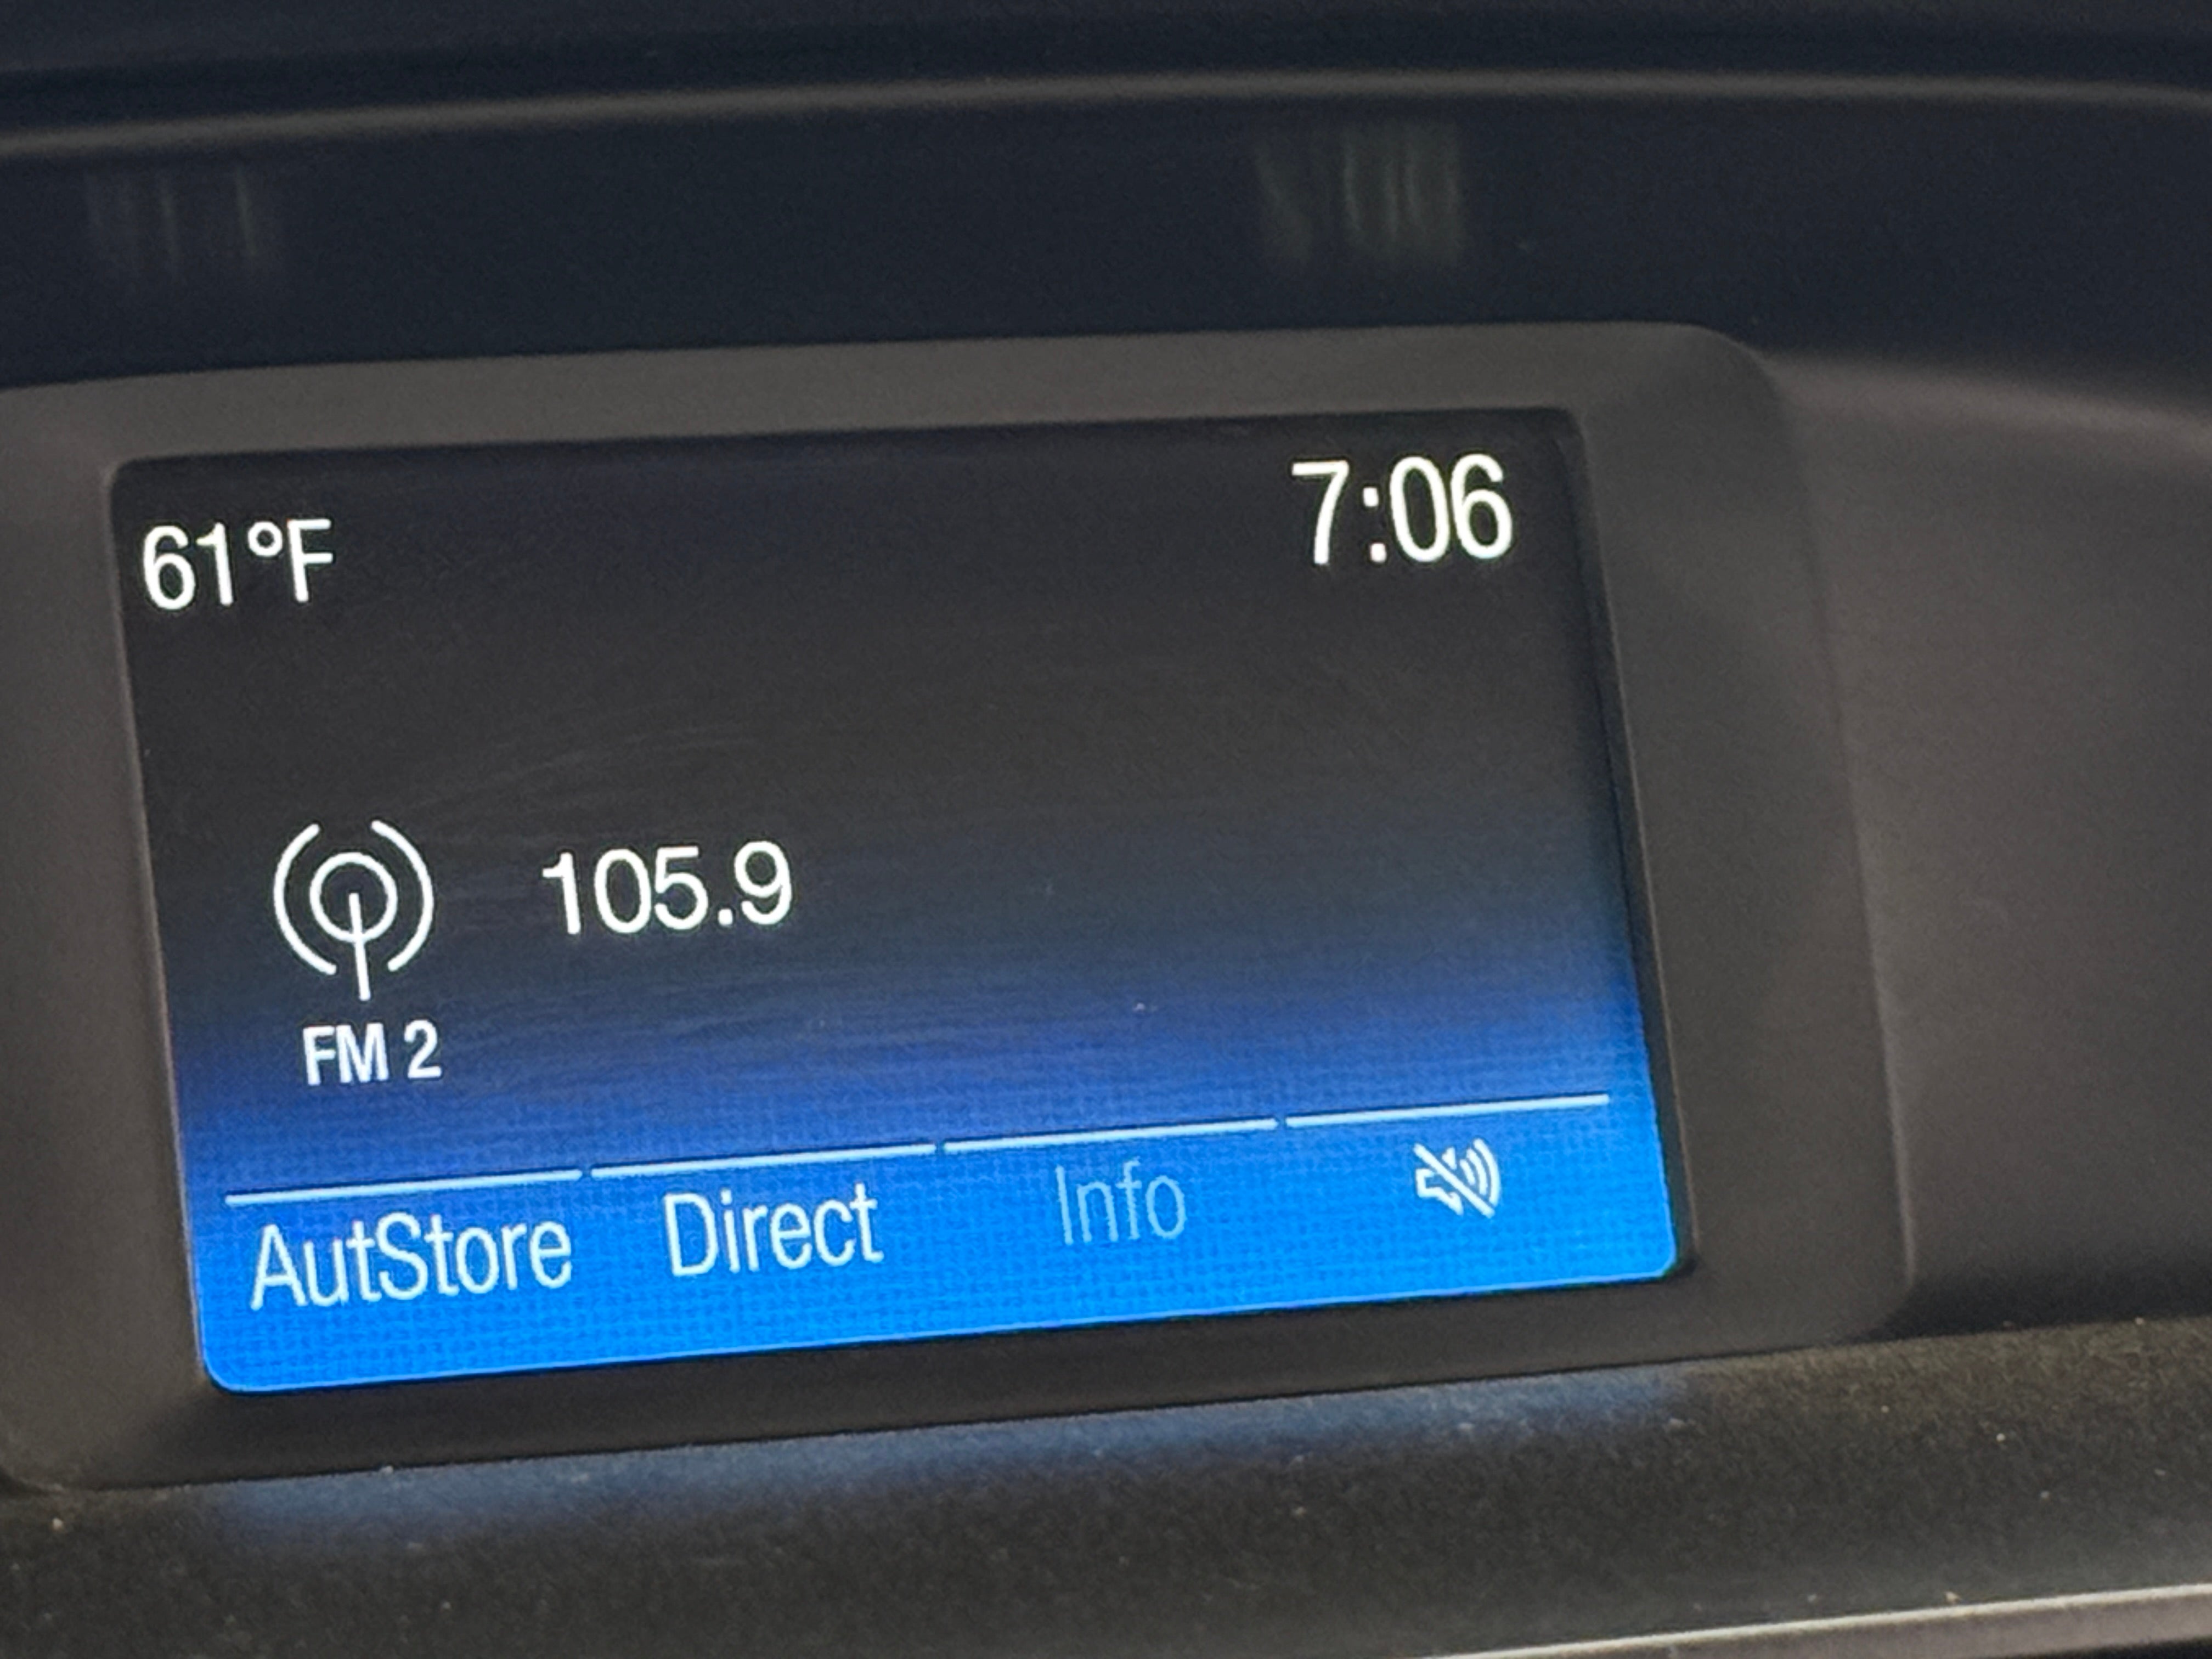 61°F
7:06
105.9
FM 2
AutStore
Direct
Info